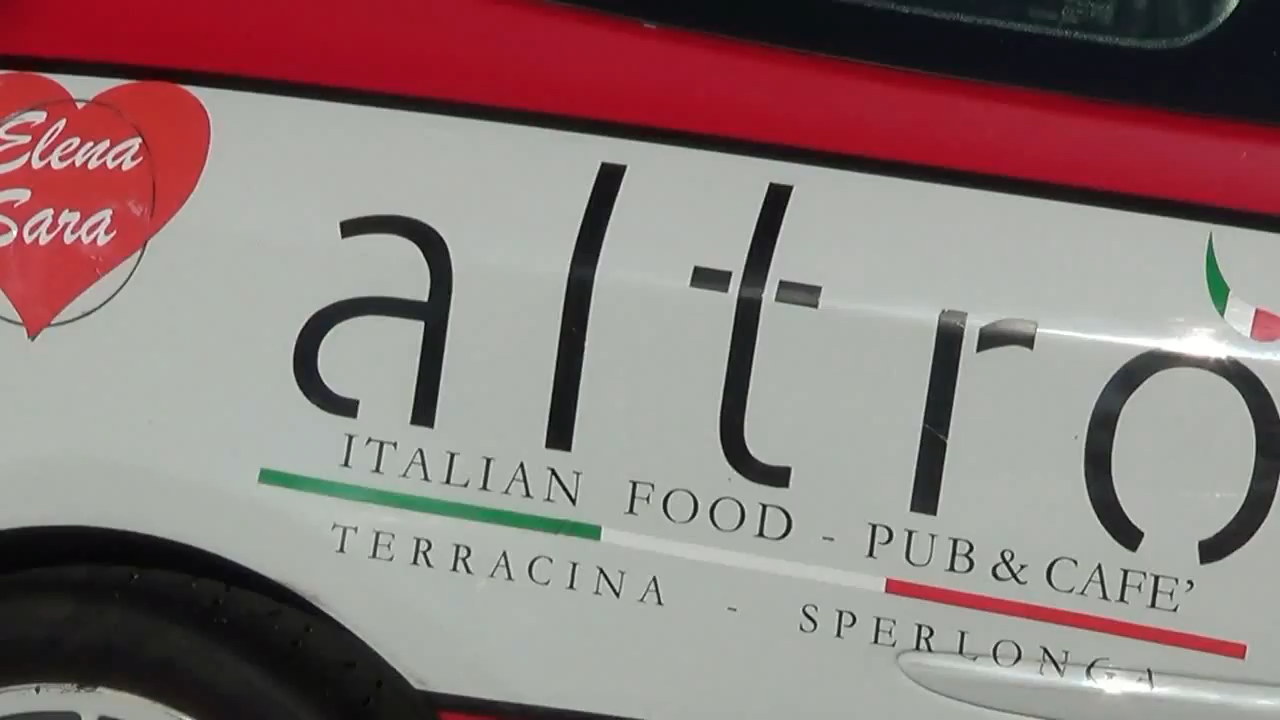 Elena
Sara
altro
ITALIAN FOOD - PUB & CAFE'
TERRACINA - SPERLONGA